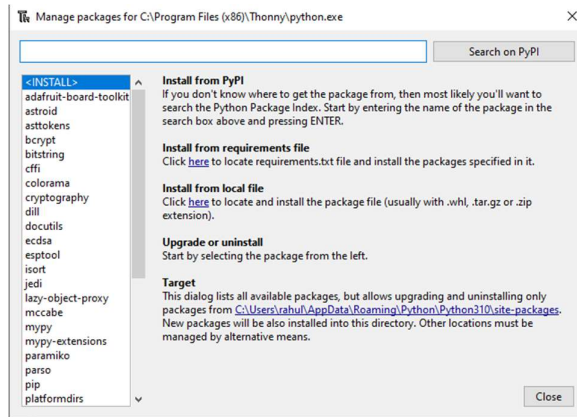 Manage packages for C:\Program Files (x86)\Thonny\python.exe
Search on PyPI
<INSTALL>
adafruit-board-toolkit
astroid
asttokens
bcrypt
bitstring
cffi
colorama
cryptography
dill
docutils
ecdsa
esptool
isort
jedi
lazy-object-proxy
mccabe
mypy
mypy-extensions
paramiko
parso
pip
platformdirs
Install from PyPI
If you don't know where to get the package from, then most likely you'll want to
search the Python Package Index. Start by entering the name of the package in the
search box above and pressing ENTER.
Install from requirements file
Click here to locate requirements.txt file and install the packages specified in it.
Install from local file
Click here to locate and install the package file (usually with .whl, .tar.gz or .zip
extension).
Upgrade or uninstall
Start by selecting the package from the left.
Target
This dialog lists all available packages, but allows upgrading and uninstalling only
packages from C:\Users\rahul\AppData\Roaming\Python\Python310\site-packages.
New packages will be also installed into this directory. Other locations must be
managed by alternative means.
Close